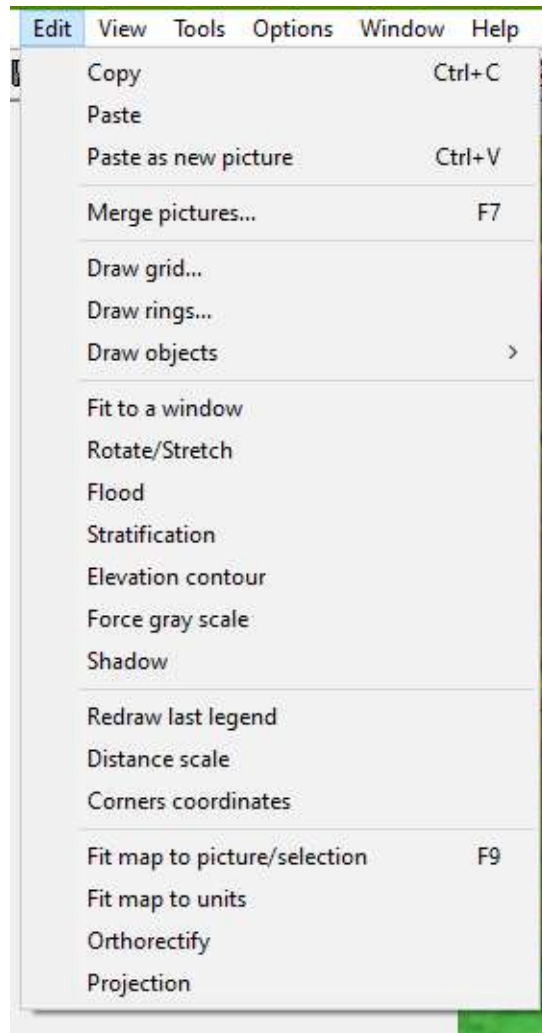 Edit View Tools Options Window Help
Copy Ctrl+C
Paste
Paste as new picture Ctrl+V
Merge pictures... F7
Draw grid...
Draw rings...
Draw objects >
Fit to a window
Rotate/Stretch
Flood
Stratification
Elevation contour
Force gray scale
Shadow
Redraw last legend
Distance scale
Corners coordinates
Fit map to picture/selection F9
Fit map to units
Orthorectify
Projection